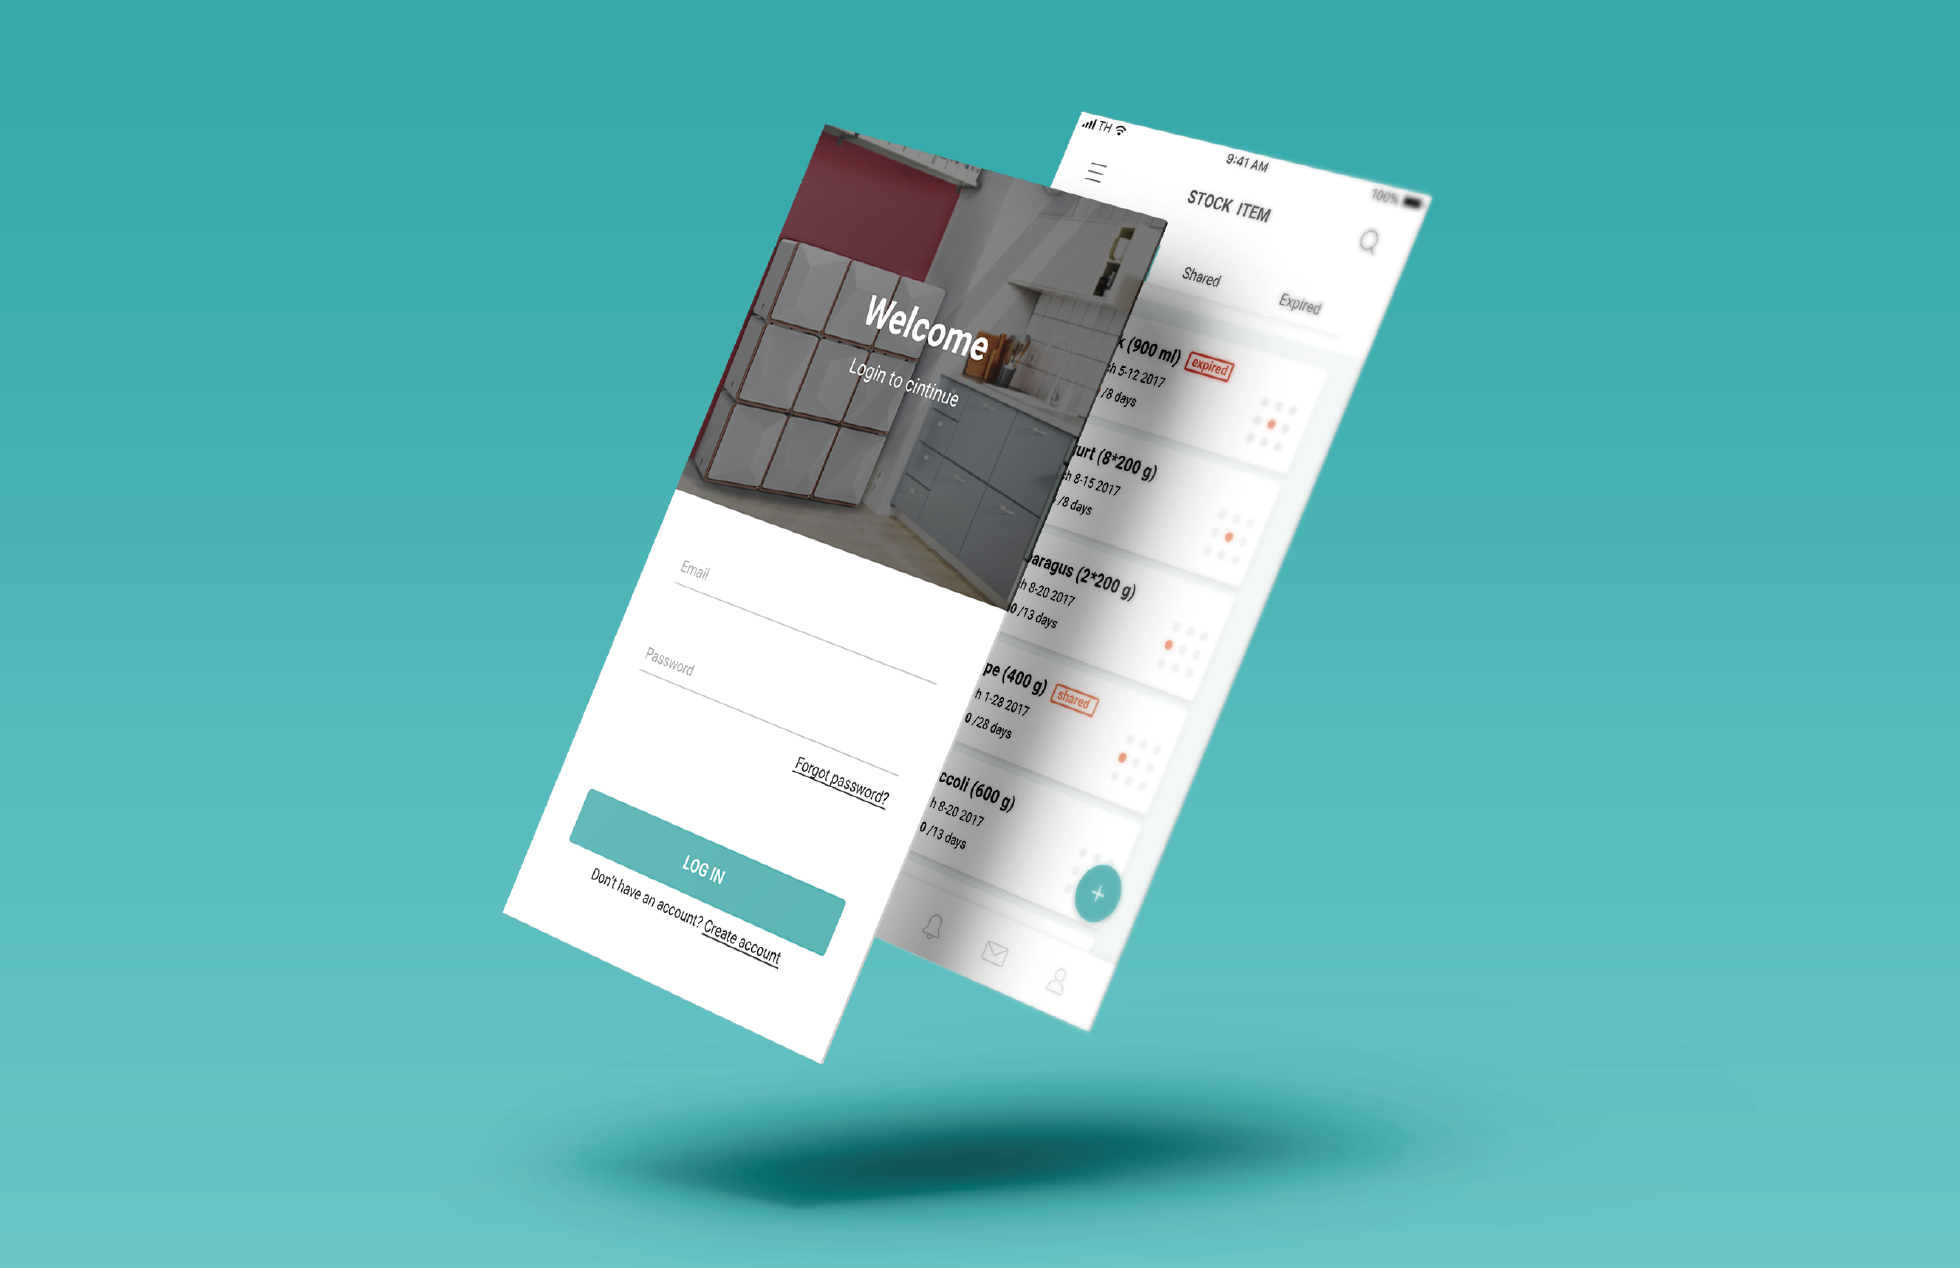 Welcome
Login to cintinue
Email
Password
Forgot password?
LOG IN
Don't have an account? Create account
TH
9:41 AM
100%
STOCK ITEM
Shared
Expired
k (900 ml) expired
ch 5-12 2017
/8 days
urt (8*200 g)
ch 8-15 2017
/8 days
aragus (2*200 g)
ch 8-20 2017
0 /13 days
pe (400 g) shared
h 1-28 2017
0 /28 days
ccoli (600 g)
h 8-20 2017
0 /13 days